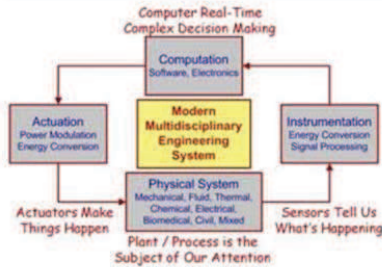 Computer Real-Time
Complex Decision Making
Computation
Software, Electronics
Actuation
Power Modulation
Energy Conversion
Modern
Multidisciplinary
Engineering
System
Instrumentation
Energy Conversion
Signal Processing
Physical System
Mechanical, Fluid, Thermal,
Chemical, Electrical,
Biomedical, Civil, Mixed
Actuators Make
Things Happen
Sensors Tell Us
What's Happening
Plant / Process is the
Subject of Our Attention